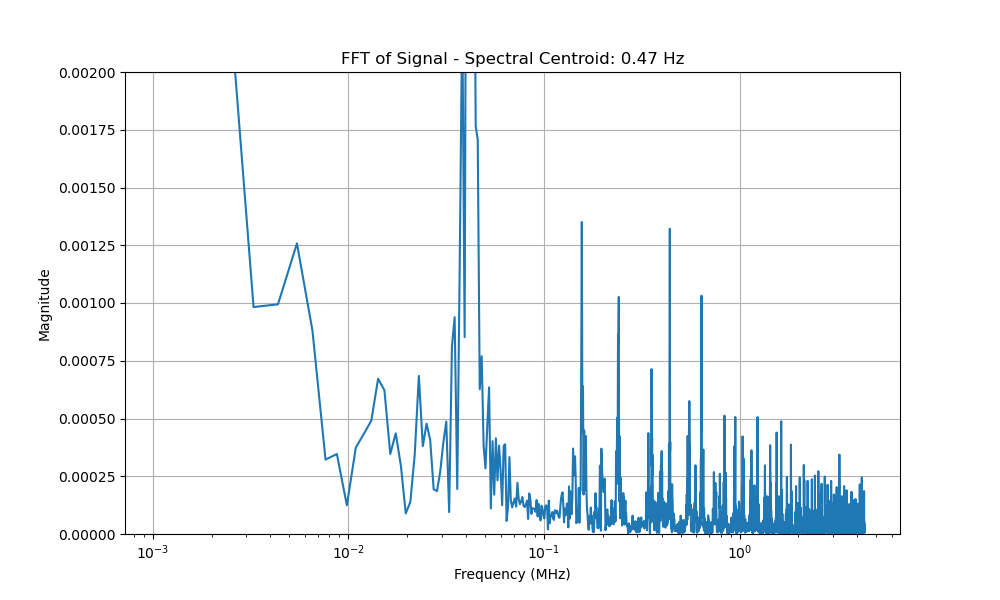 FFT of Signal - Spectral Centroid: 0.47 Hz
0.00200
0.00175
0.00150
0.00125
0.00100
0.00075
0.00050
0.00025
0.00000
Magnitude
10⁻³ 10⁻² 10⁻¹ 10⁰
Frequency (MHz)